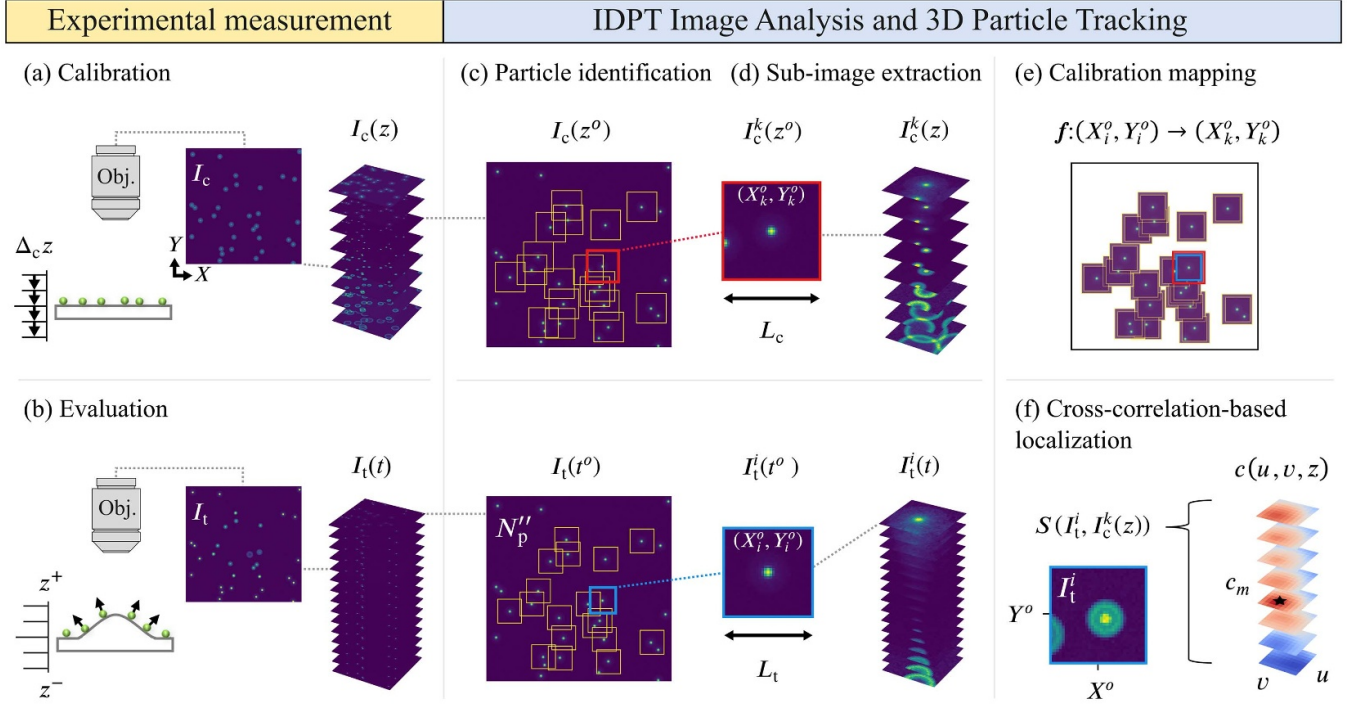 Experimental measurement
IDPT Image Analysis and 3D Particle Tracking
(a) Calibration
I_c(z)
Obj.
I_c
Y
X
Δ_c z
(c) Particle identification
I_c(z^o)
(d) Sub-image extraction
I_c^k(z^o)
I_c^k(z)
(X_k^o, Y_k^o)
L_c
(e) Calibration mapping
f:(X_i^o, Y_i^o) → (X_k^o, Y_k^o)
(b) Evaluation
I_t(t)
Obj.
I_t
z^+
z^-
I_t(t^o)
N_p''
I_t^i(t^o)
I_t^i(t)
(X_i^o, Y_i^o)
L_t
(f) Cross-correlation-based
localization
c(u, v, z)
S(I_t^i, I_c^k(z))
c_m
I_t^i
Y^o
X^o
v
u